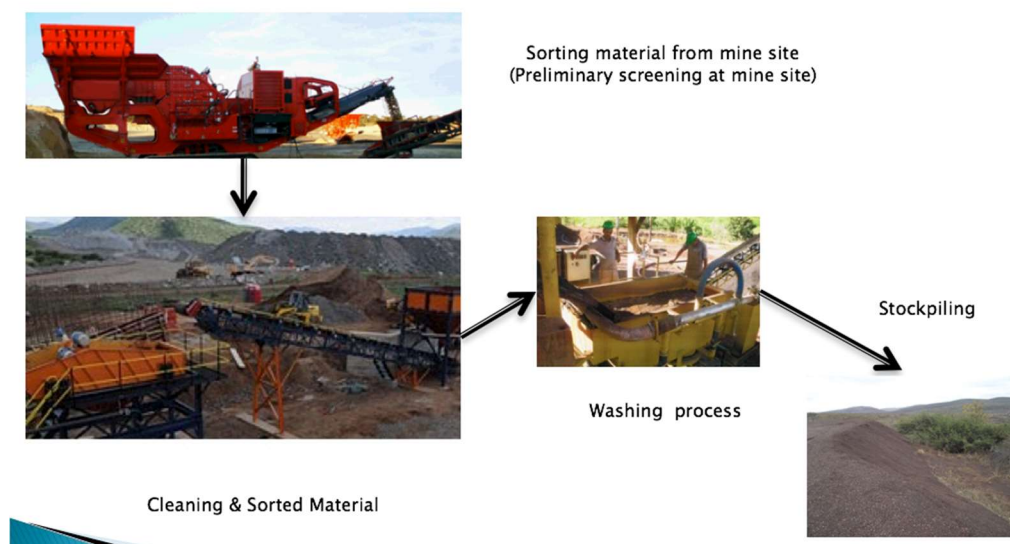 Sorting material from mine site
(Preliminary screening at mine site)
Stockpiling
Washing process
Cleaning & Sorted Material